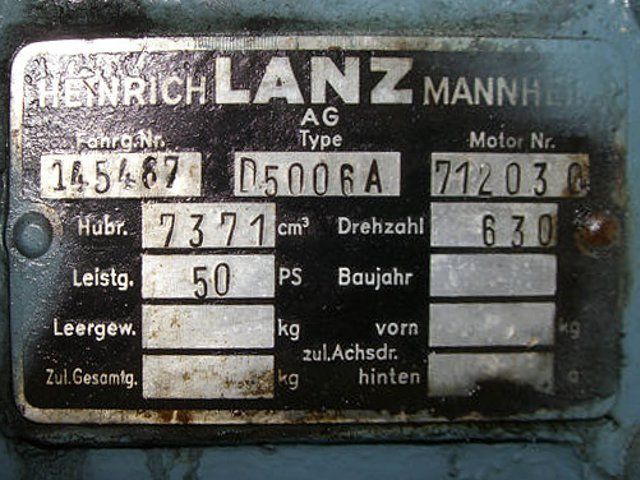 HEINRICH LANZ MANNHEIM
AG
Fahrg.Nr. Type Motor Nr.
145467 D5006A 712030
Hubr. 7371 cm³ Drehzahl 630
Leistg. 50 PS Baujahr
Leergew. kg vorn kg
zul.Achsdr.
Zul.Gesamtg. kg hinten